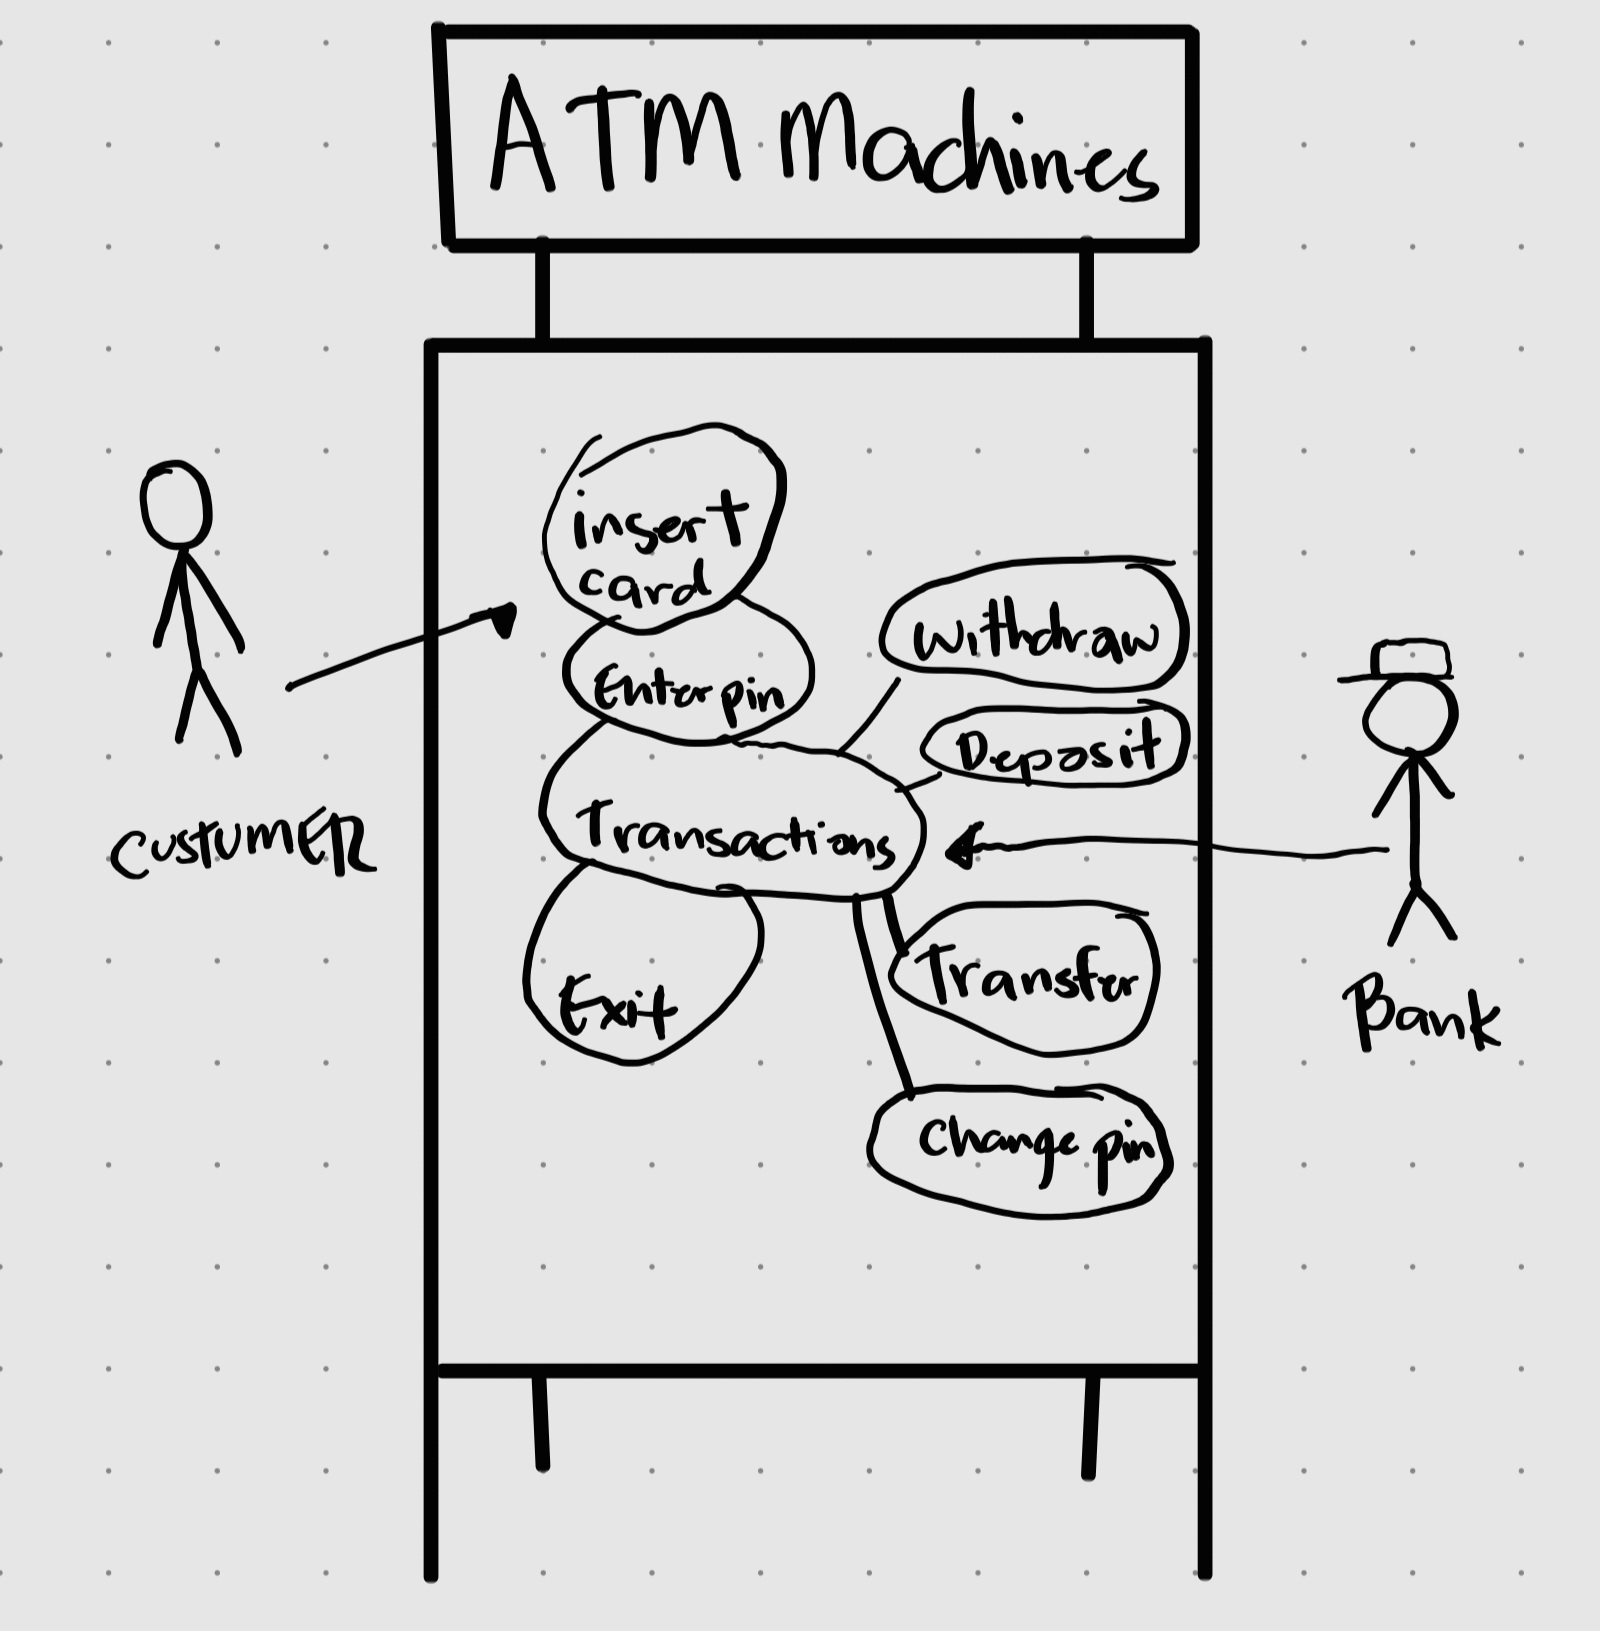 ATM Machines
insert
card
Enter pin
Withdraw
Deposit
Transactions
CUSTUMER
Transfer
Exit
Bank
Change pin